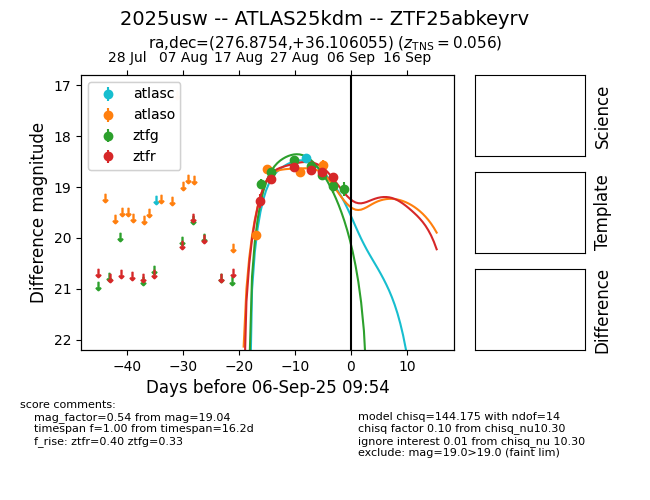 2025usw -- ATLAS25kdm -- ZTF25abkeyrv
ra,dec=(276.8754,+36.106055) (z_TNS = 0.056)
28 Jul 07 Aug 17 Aug 27 Aug 06 Sep 16 Sep
17
18
19
20
21
22
Difference magnitude
atlasc
atlaso
ztfg
ztfr
−40 −30 −20 −10 0 10
Days before 06-Sep-25 09:54
Science
Template
Difference
score comments:
mag_factor=0.54 from mag=19.04
timespan f=1.00 from timespan=16.2d
f_rise: ztfr=0.40 ztfg=0.33
model chisq=144.175 with ndof=14
chisq factor 0.10 from chisq_nu10.30
ignore interest 0.01 from chisq_nu 10.30
exclude: mag=19.0>19.0 (faint lim)